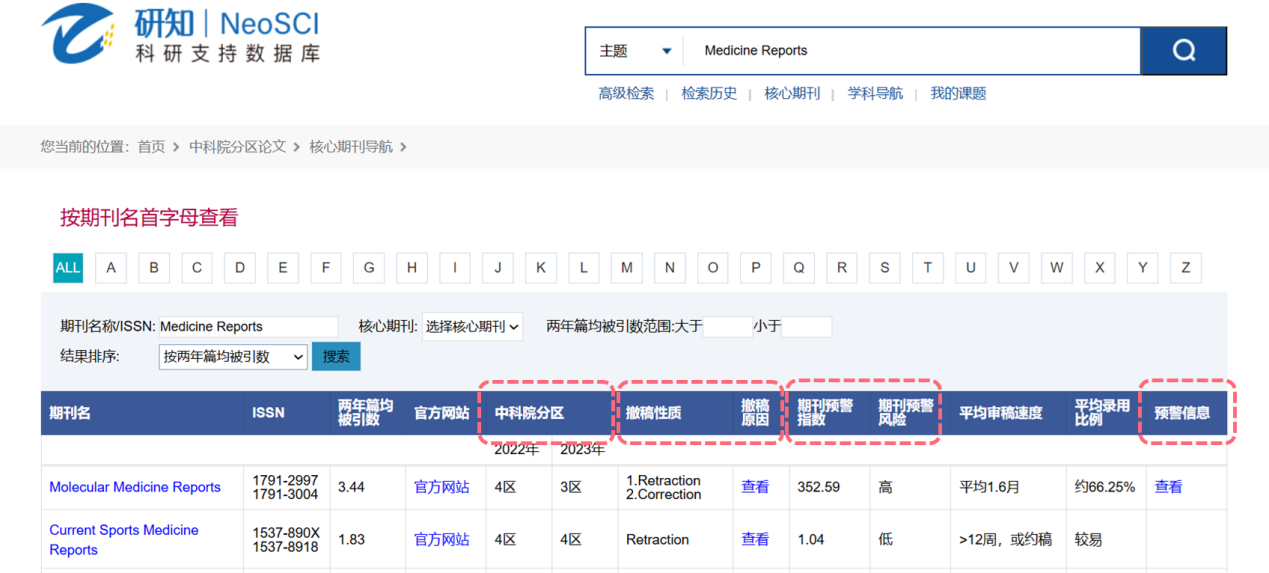 研知 | NeoSCI
科研支持数据库
主题 Medicine Reports
高级检索 | 检索历史 | 核心期刊 | 学科导航 | 我的课题
您当前的位置: 首页 > 中科院分区论文 > 核心期刊导航 >
按期刊名首字母查看
ALL A B C D E F G H I J K L M N O P Q R S T U V W X Y Z
期刊名称/ISSN: Medicine Reports 核心期刊: 选择核心期刊 两年篇均被引数范围:大于 小于
结果排序: 按两年篇均被引数 搜索
期刊名 ISSN 两年篇均被引数 官方网站 中科院分区 撤稿性质 撤稿原因 期刊预警指数 期刊预警风险 平均审稿速度 平均录用比例 预警信息
2022年 2023年
Molecular Medicine Reports 1791-2997 1791-3004 3.44 官方网站 4区 3区 1.Retraction 2.Correction 查看 352.59 高 平均1.6月 约66.25% 查看
Current Sports Medicine Reports 1537-890X 1537-8918 1.83 官方网站 4区 4区 Retraction 查看 1.04 低 >12周，或约稿 较易